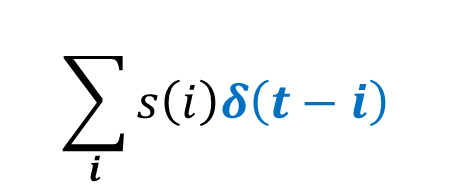 ∑ s(i)δ(t − i)
i